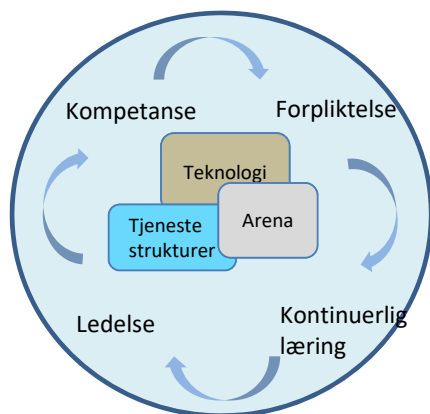 Kompetanse
Forpliktelse
Teknologi
Tjeneste
strukturer
Arena
Ledelse
Kontinuerlig
læring